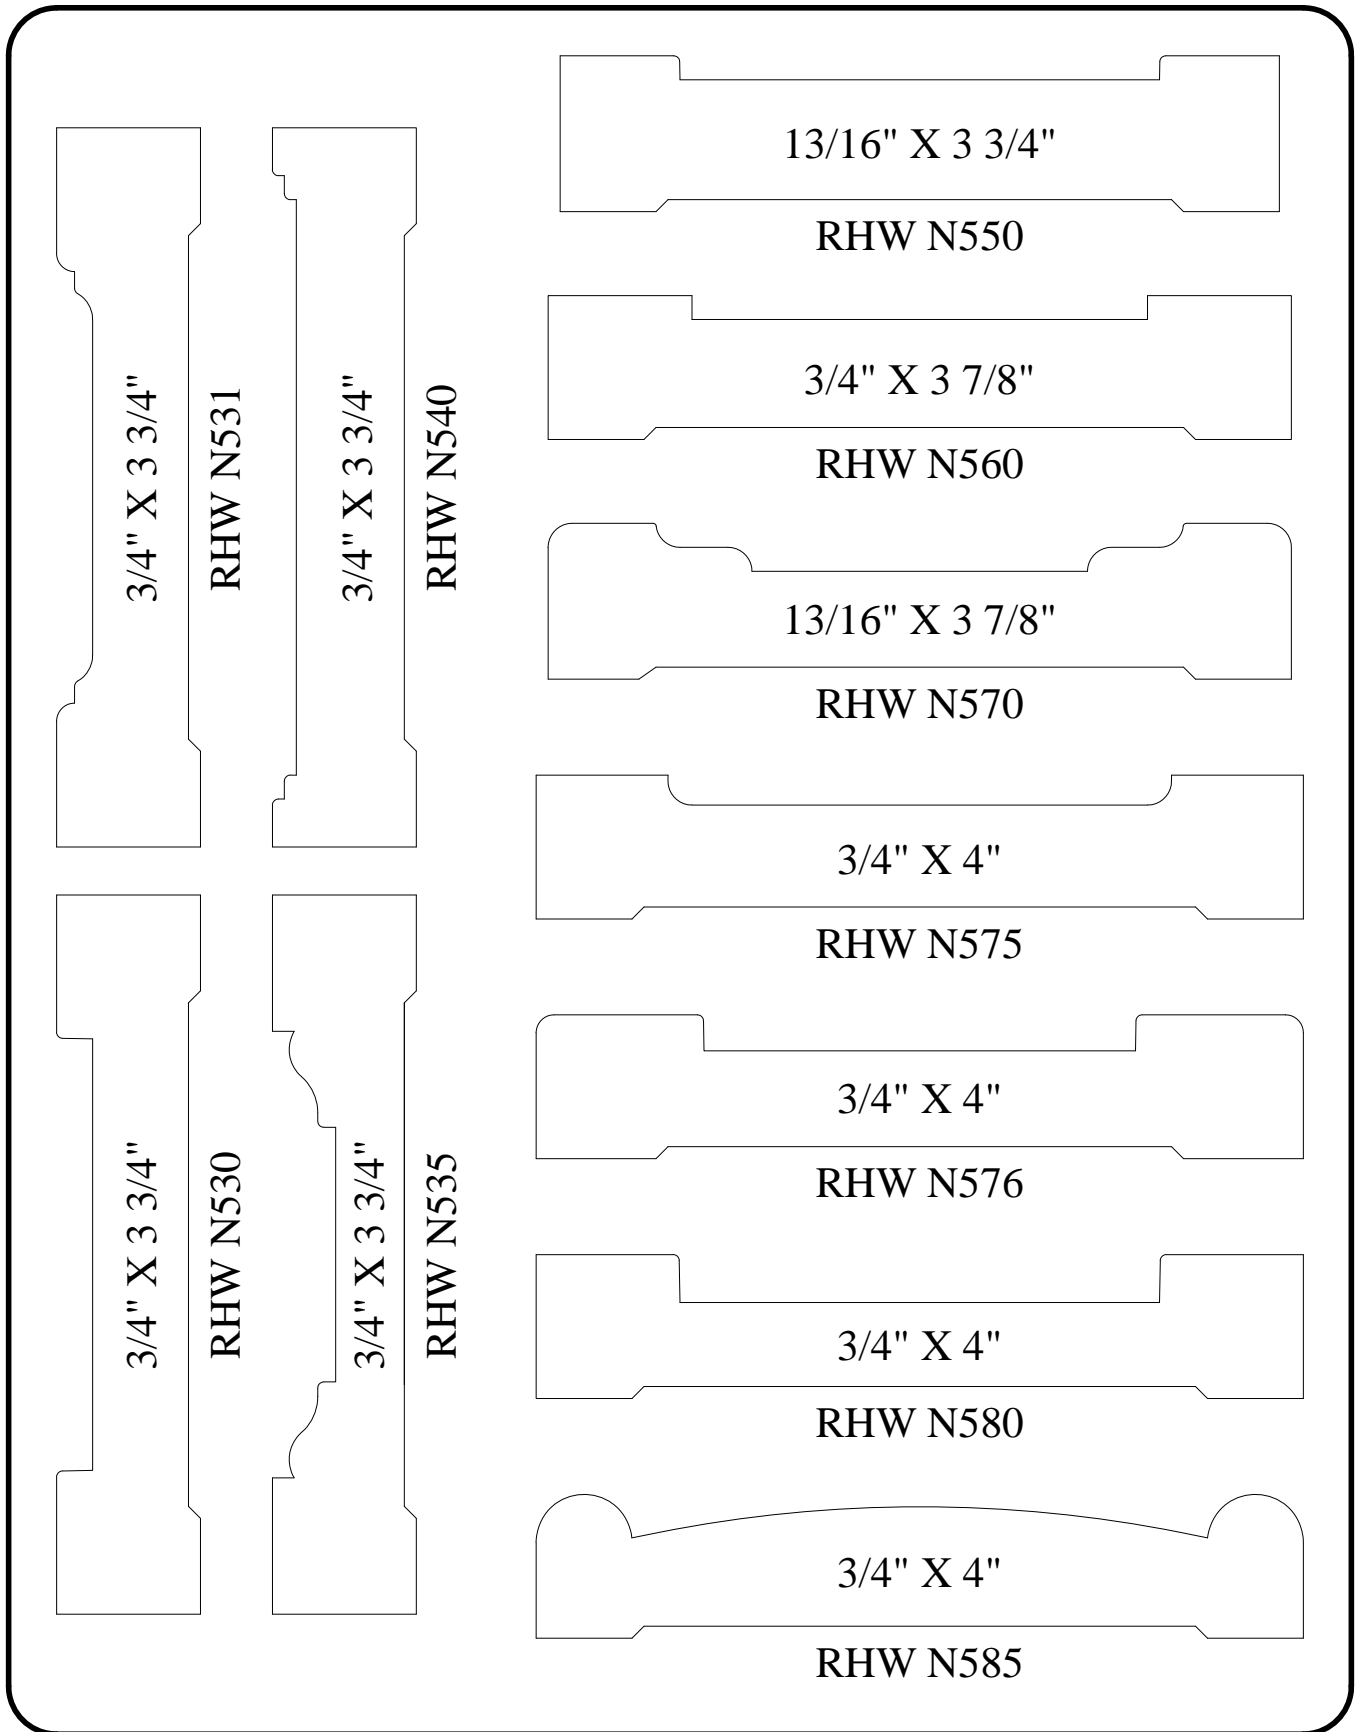 3/4" X 3 3/4"
RHW N531
3/4" X 3 3/4"
RHW N540
3/4" X 3 3/4"
RHW N530
3/4" X 3 3/4"
RHW N535
13/16" X 3 3/4"
RHW N550
3/4" X 3 7/8"
RHW N560
13/16" X 3 7/8"
RHW N570
3/4" X 4"
RHW N575
3/4" X 4"
RHW N576
3/4" X 4"
RHW N580
3/4" X 4"
RHW N585